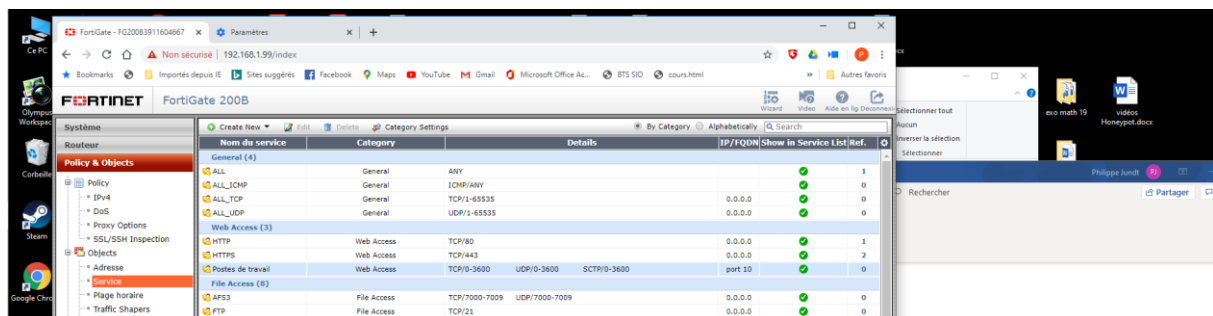 Ce PC
Olympus
Workspac
Corbeille
Steam
Google Chro
FortiGate - FG200B3911604667
Paramètres
Non sécurisé | 192.168.1.99/index
Bookmarks
Importés depuis IE
Sites suggérés
Facebook
Maps
YouTube
Gmail
Microsoft Office Ac...
BTS SIO
cours.html
» Autres favoris
FORTINET FortiGate 200B
Wizard Video Aide en lig Deconnexi
Système
Routeur
Policy & Objects
Policy
IPv4
DoS
Proxy Options
SSL/SSH Inspection
Objects
Adresse
Service
Plage horaire
Traffic Shapers
Create New Edit Delete Category Settings By Category Alphabetically Search
Nom du service Category Details IP/FQDN Show in Service List Ref.
General (4)
ALL General ANY 1
ALL_ICMP General ICMP/ANY 0
ALL_TCP General TCP/1-65535 0.0.0.0 0
ALL_UDP General UDP/1-65535 0.0.0.0 0
Web Access (3)
HTTP Web Access TCP/80 0.0.0.0 1
HTTPS Web Access TCP/443 0.0.0.0 2
Postes de travail Web Access TCP/0-3600 UDP/0-3600 SCTP/0-3600 port 10 0
File Access (8)
AFS3 File Access TCP/7000-7009 UDP/7000-7009 0.0.0.0 0
FTP File Access TCP/21 0.0.0.0 0
Sélectionner tout
Aucun
Inverser la sélection
Sélectionner
exo math 19
vidéos
Honeypot.docx
Philippe Jundt PJ
Rechercher
Partager